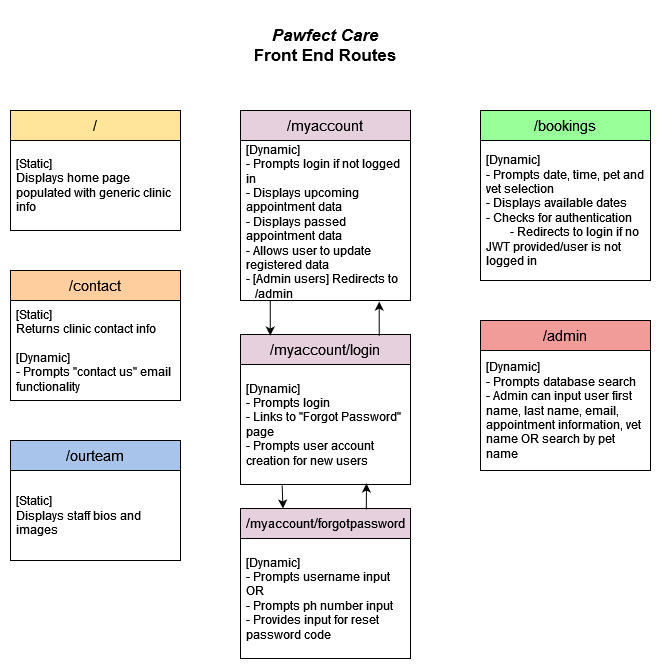 Pawfect Care
Front End Routes
/
[Static]
Displays home page
populated with generic clinic
info
/contact
[Static]
Returns clinic contact info
[Dynamic]
- Prompts "contact us" email
functionality
/ourteam
[Static]
Displays staff bios and
images
/myaccount
[Dynamic]
- Prompts login if not logged
in
- Displays upcoming
appointment data
- Displays passed
appointment data
- Allows user to update
registered data
- [Admin users] Redirects to
/admin
/myaccount/login
[Dynamic]
- Prompts login
- Links to "Forgot Password"
page
- Prompts user account
creation for new users
/myaccount/forgotpassword
[Dynamic]
- Prompts username input
OR
- Prompts ph number input
- Provides input for reset
password code
/bookings
[Dynamic]
- Prompts date, time, pet and
vet selection
- Displays available dates
- Checks for authentication
- Redirects to login if no
JWT provided/user is not
logged in
/admin
[Dynamic]
- Prompts database search
- Admin can input user first
name, last name, email,
appointment information, vet
name OR search by pet
name